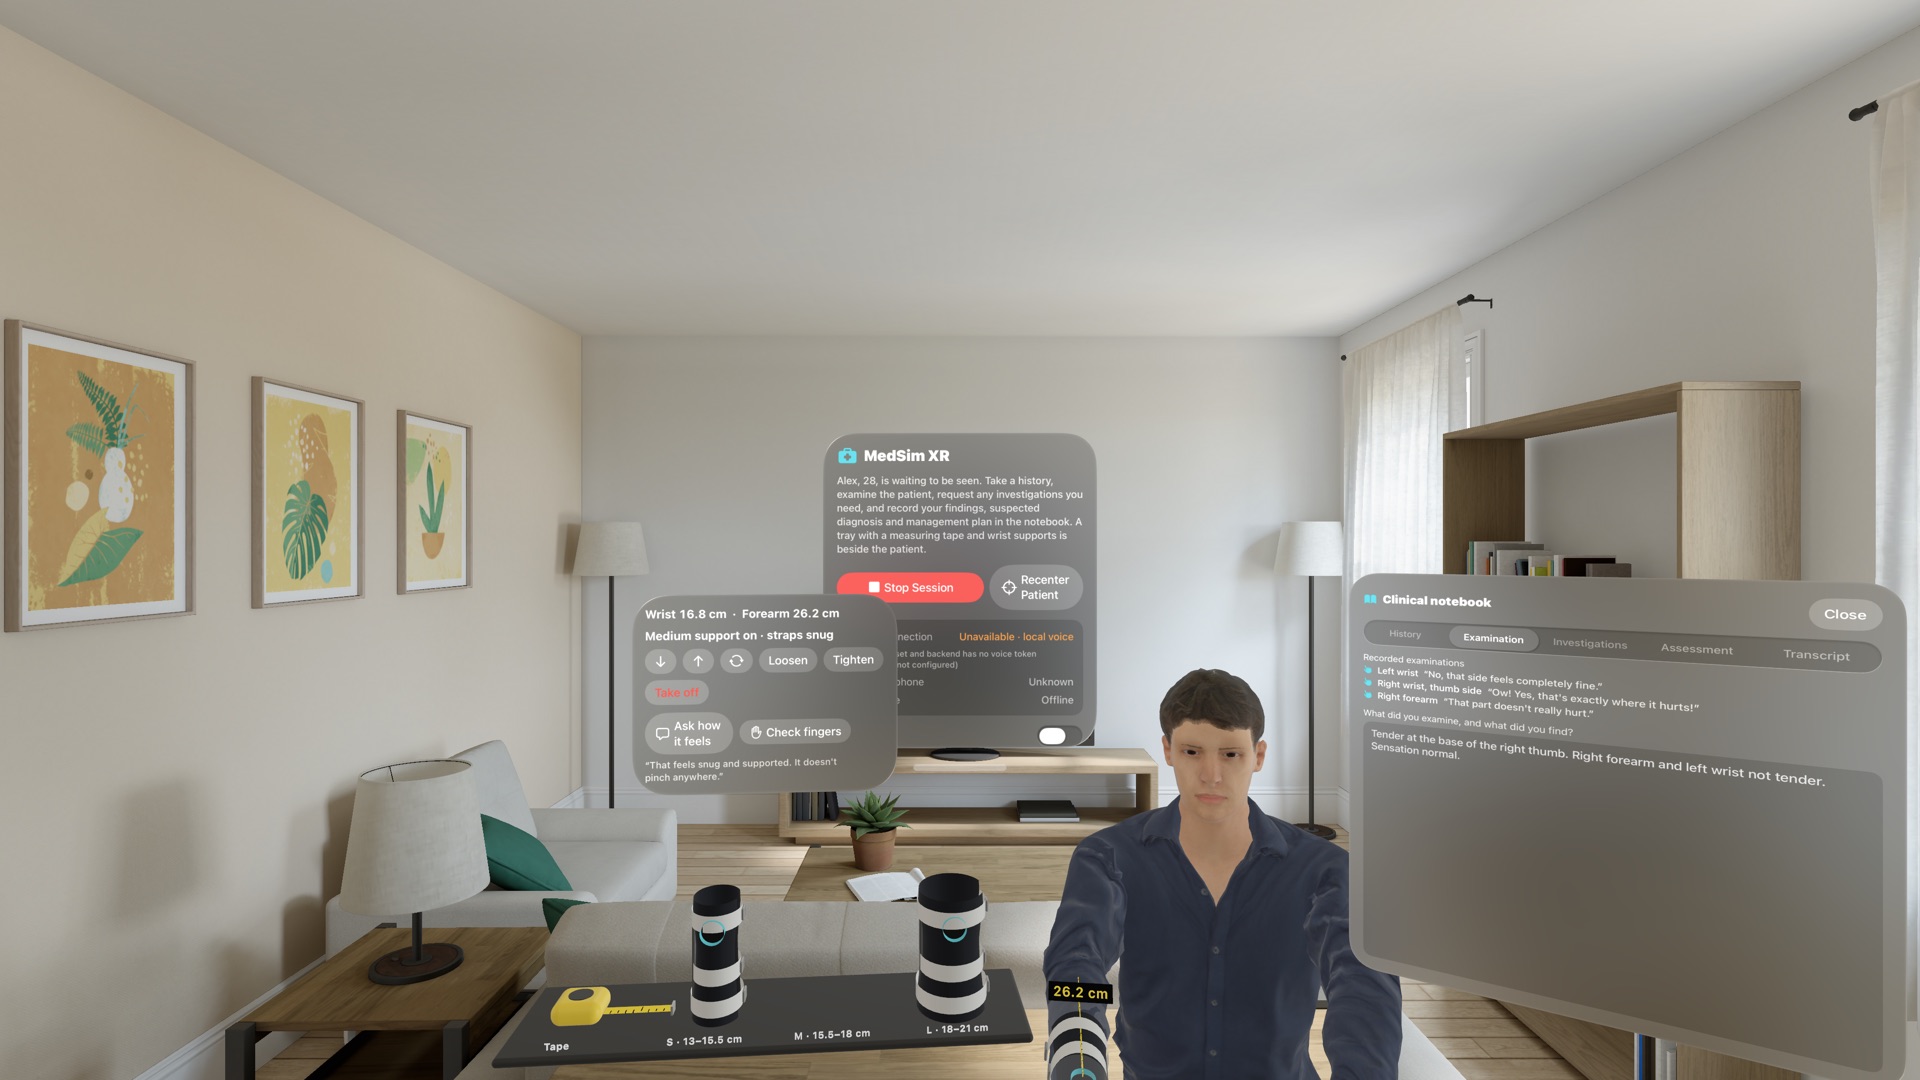 MedSim XR
Alex, 28, is waiting to be seen. Take a history,
examine the patient, request any investigations you
need, and record your findings, suspected
diagnosis and management plan in the notebook. A
tray with a measuring tape and wrist supports is
beside the patient.
Stop Session
Recenter
Patient
Unavailable · local voice
set and backend has no voice token
not configured)
Unknown
Offline
Wrist 16.8 cm · Forearm 26.2 cm
Medium support on · straps snug
Loosen
Tighten
Take off
Ask how
it feels
Check fingers
“That feels snug and supported. It doesn't
pinch anywhere.”
Clinical notebook
Close
History
Examination
Investigations
Assessment
Transcript
Recorded examinations
Left wrist “No, that side feels completely fine.”
Right wrist, thumb side “Ow! Yes, that's exactly where it hurts!”
Right forearm “That part doesn't really hurt.”
What did you examine, and what did you find?
Tender at the base of the right thumb. Right forearm and left wrist not tender.
Sensation normal.
26.2 cm
Tape
S · 13–15.5 cm
M · 15.5–18 cm
L · 18–21 cm